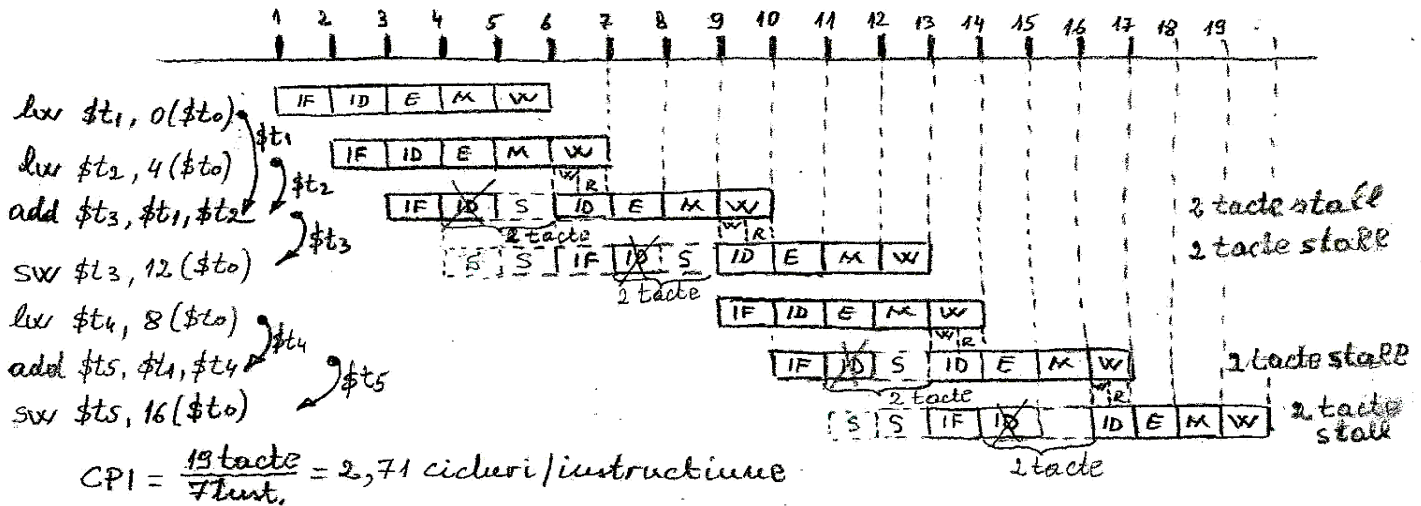 1 2 3 4 5 6 7 8 9 10 11 12 13 14 15 16 17 18 19
lw $t1, 0($t0) IF ID E M W
$t1
lw $t2, 4($t0) IF ID E M W
$t2 W R
add $t3, $t1, $t2 IF ID S ID E M W 2 tacte stall
$t3 2 tacte W R
sw $t3, 12($t0) S S IF ID S ID E M W 2 tacte stall
2 tacte
lw $t4, 8($t0) IF ID E M W
$t4 W R
add $t5, $t1, $t4 IF ID S ID E M W 2 tacte stall
$t5 2 tacte W R
sw $t5, 16($t0) S S IF ID ID E M W 2 tacte stall
2 tacte
CPI = 19 tacte / 7 Inst. = 2,71 cicluri/instructiune